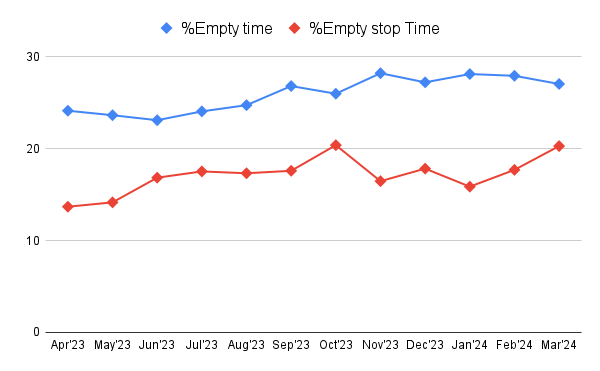 %Empty time %Empty stop Time
30
20
10
0
Apr'23 May'23 Jun'23 Jul'23 Aug'23 Sep'23 Oct'23 Nov'23 Dec'23 Jan'24 Feb'24 Mar'24